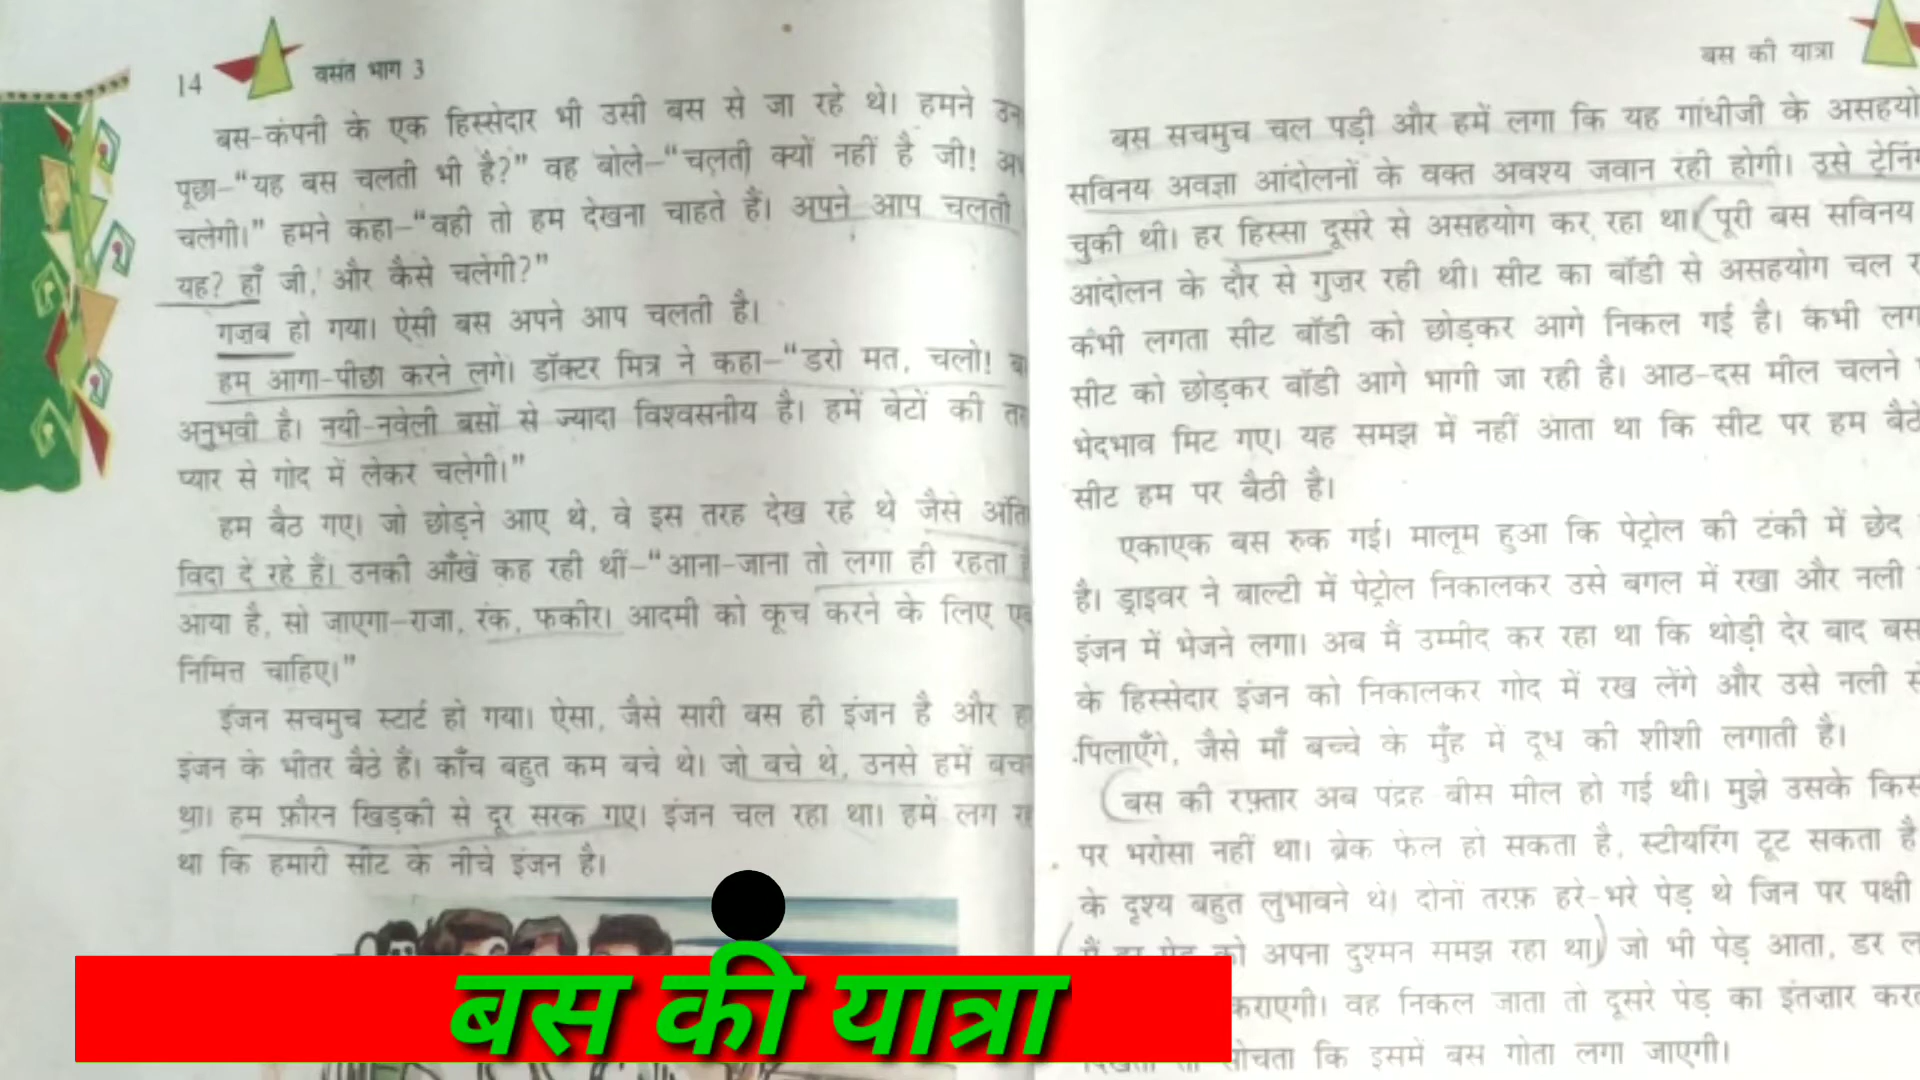 14 वसंत भाग 3
बस-कंपनी के एक हिस्सेदार भी उसी बस से जा रहे थे। हमने
पूछा–"यह बस चलती भी है?" वह बोले–"चलती क्यों नहीं है जी!
चलेगी।" हमने कहा–"वही तो हम देखना चाहते हैं। अपने आप चलती
यह? हाँ जी, और कैसे चलेगी?"
गज़ब हो गया। ऐसी बस अपने आप चलती है।
हम आगा-पीछा करने लगे। डॉक्टर मित्र ने कहा–"डरो मत, चलो!
अनुभवी है। नयी-नवेली बसों से ज्यादा विश्वसनीय है। हमें बेटों की
प्यार से गोद में लेकर चलेगी।"
हम बैठ गए। जो छोड़ने आए थे, वे इस तरह देख रहे थे जैसे
विदा दे रहे हैं। उनकी आँखें कह रही थीं–"आना-जाना तो लगा ही रहता
आया है, सो जाएगा–राजा, रंक, फकीर। आदमी को कूच करने के लिए
निमित्त चाहिए।"
इंजन सचमुच स्टार्ट हो गया। ऐसा, जैसे सारी बस ही इंजन है और
इंजन के भीतर बैठे हैं। काँच बहुत कम बचे थे। जो बचे थे, उनसे हमें
था। हम फ़ौरन खिड़की से दूर सरक गए। इंजन चल रहा था। हमें लग
था कि हमारी सीट के नीचे इंजन है।
बस की यात्रा
बस सचमुच चल पड़ी और हमें लगा कि यह गांधीजी के
सविनय अवज्ञा आंदोलनों के वक्त अवश्य जवान रही होगी। उसे
चुकी थी। हर हिस्सा दूसरे से असहयोग कर रहा था। पूरी बस सविनय
आंदोलन के दौर से गुज़र रही थी। सीट का बॉडी से असहयोग चल
कभी लगता सीट बॉडी को छोड़कर आगे निकल गई है। कभी
सीट को छोड़कर बॉडी आगे भागी जा रही है। आठ-दस मील चलने
भेदभाव मिट गए। यह समझ में नहीं आता था कि सीट पर हम बैठे
सीट हम पर बैठी है।
एकाएक बस रुक गई। मालूम हुआ कि पेट्रोल की टंकी में छेद
है। ड्राइवर ने बाल्टी में पेट्रोल निकालकर उसे बगल में रखा और नली
इंजन में भेजने लगा। अब मैं उम्मीद कर रहा था कि थोड़ी देर बाद बस
के हिस्सेदार इंजन को निकालकर गोद में रख लेंगे और उसे नली
पिलाएँगे, जैसे माँ बच्चे के मुँह में दूध की शीशी लगाती है।
बस की रफ़्तार अब पंद्रह बीस मील हो गई थी। मुझे उसके
पर भरोसा नहीं था। ब्रेक फेल हो सकता है, स्टीयरिंग टूट सकता है
के दृश्य बहुत लुभावने थे। दोनों तरफ़ हरे-भरे पेड़ थे जिन पर पक्षी
को अपना दुश्मन समझ रहा था। जो भी पेड़ आता, डर
वह निकल जाता तो दूसरे पेड़ का इंतज़ार
कि इसमें बस गोता लगा जाएगी।
बस की यात्रा